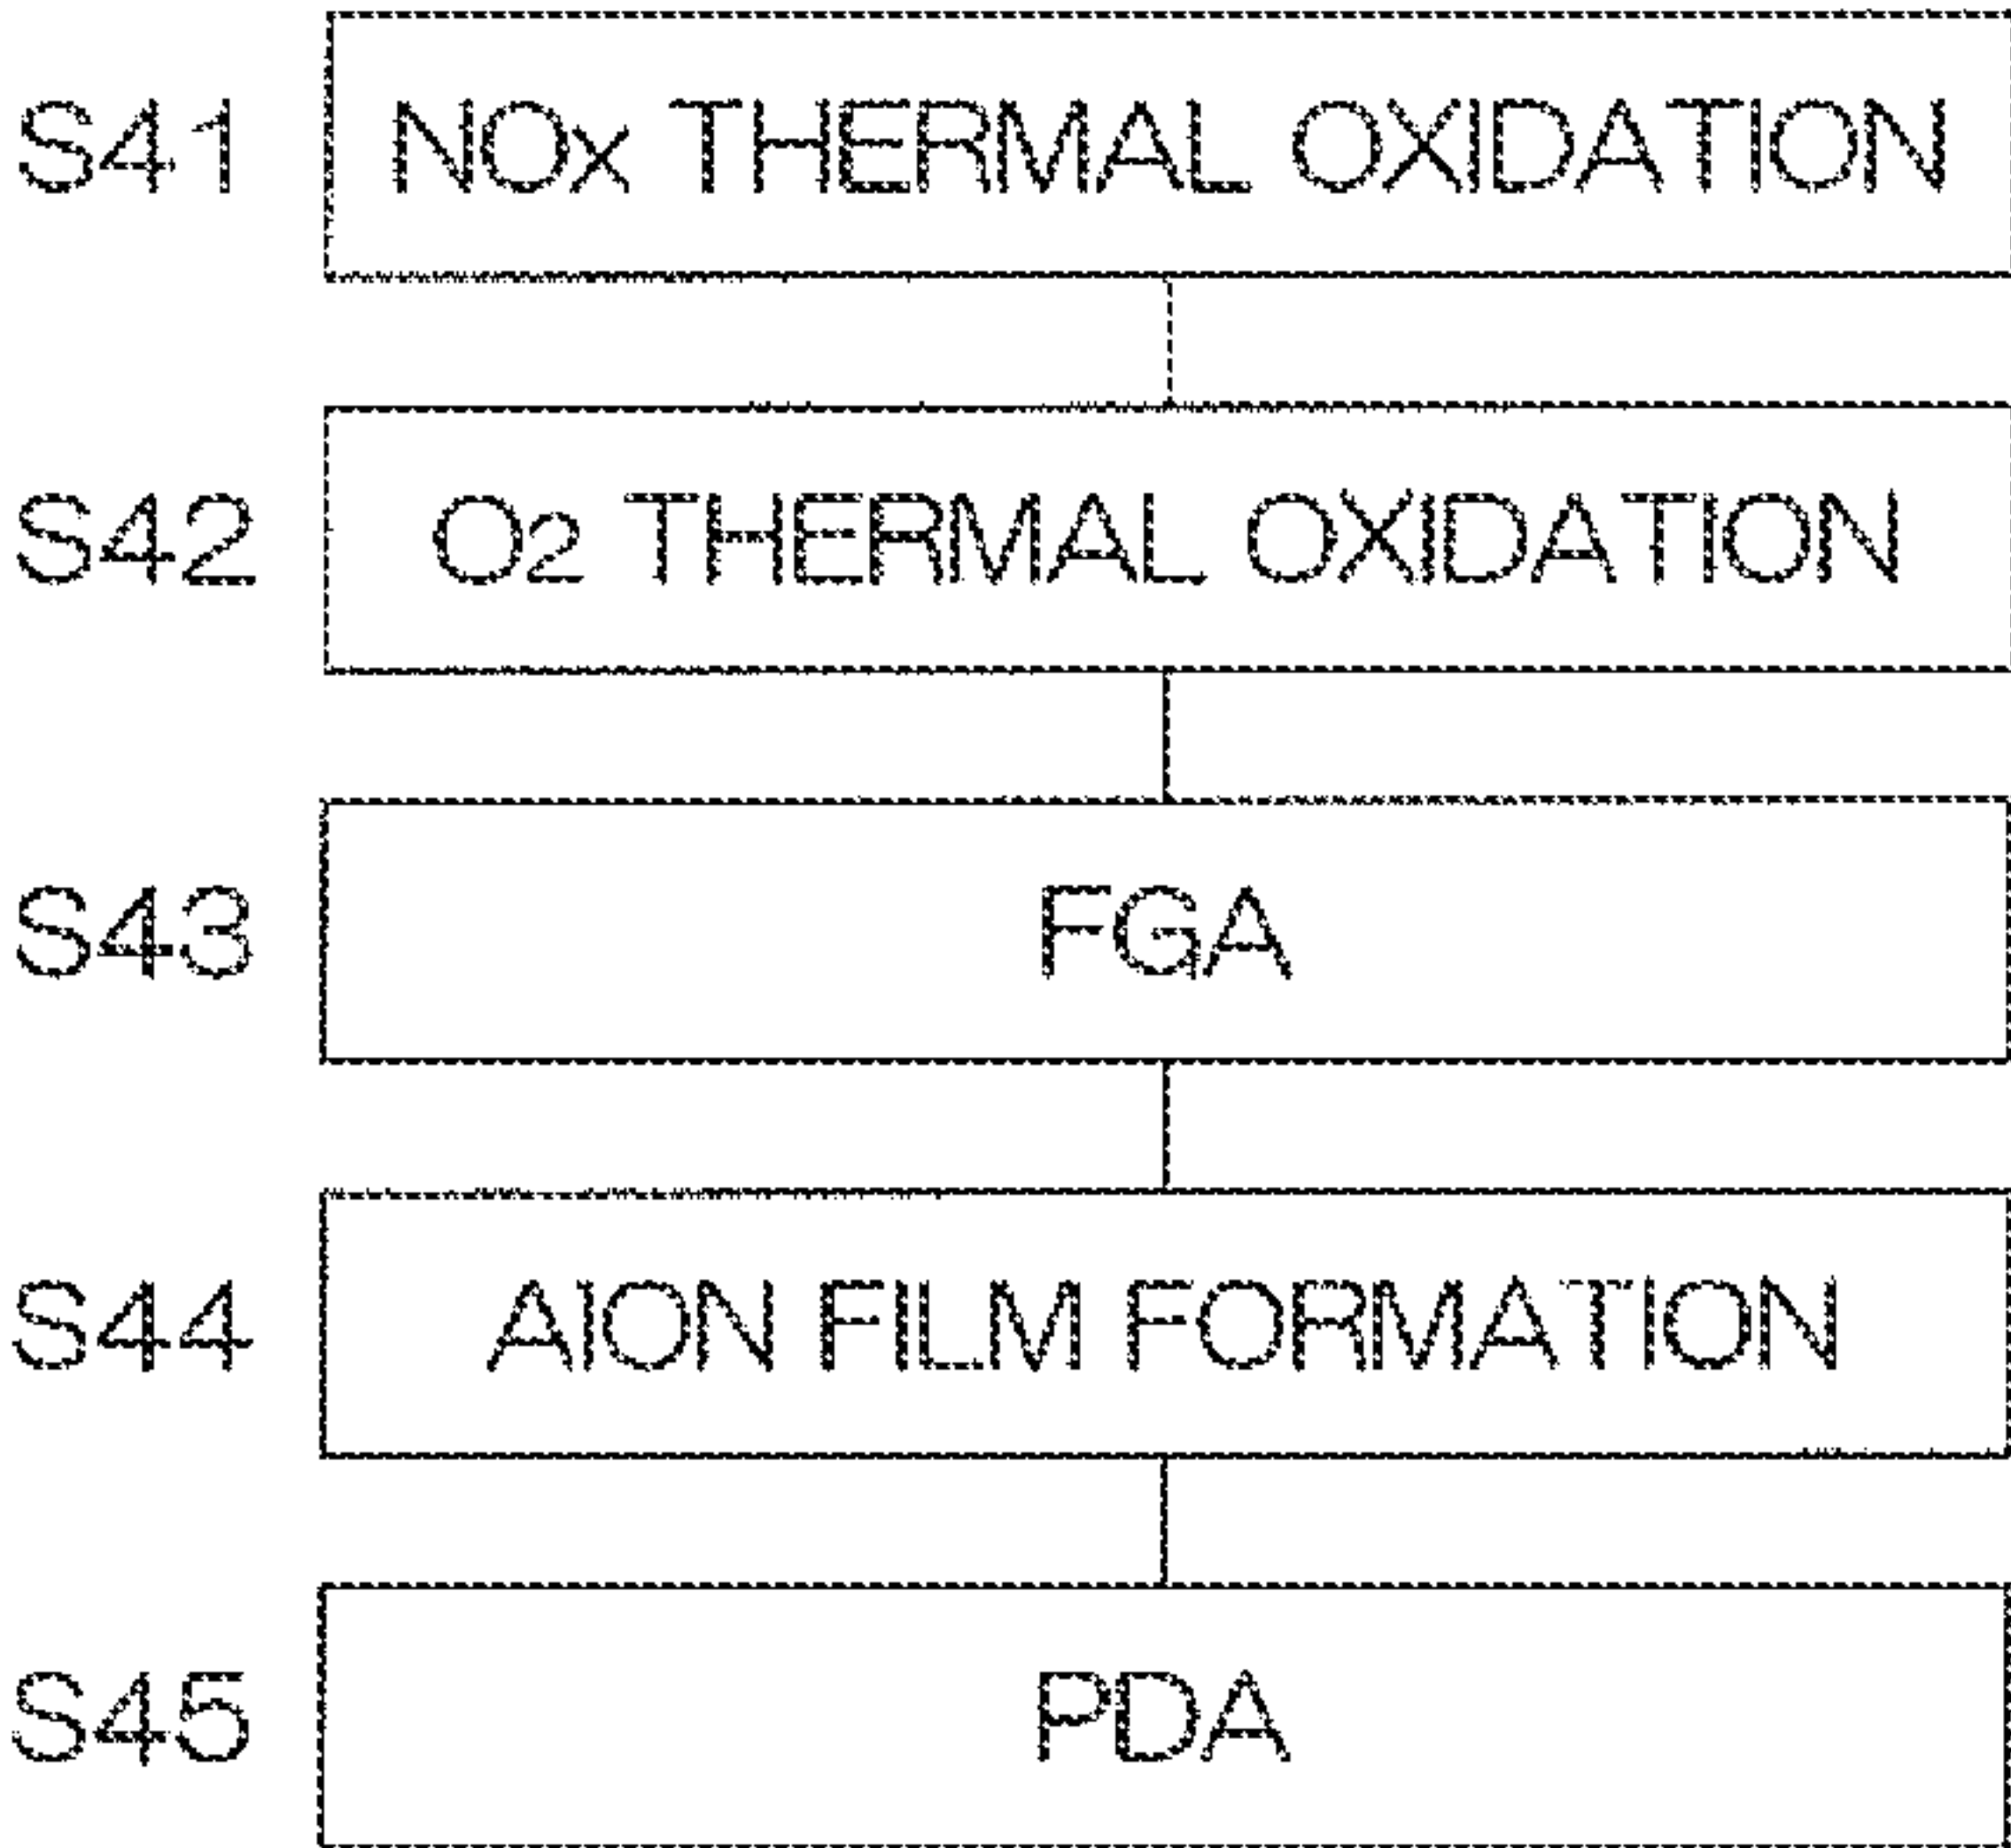 S41 NOx THERMAL OXIDATION
S42 O2 THERMAL OXIDATION
S43 FGA
S44 AlON FILM FORMATION
S45 PDA